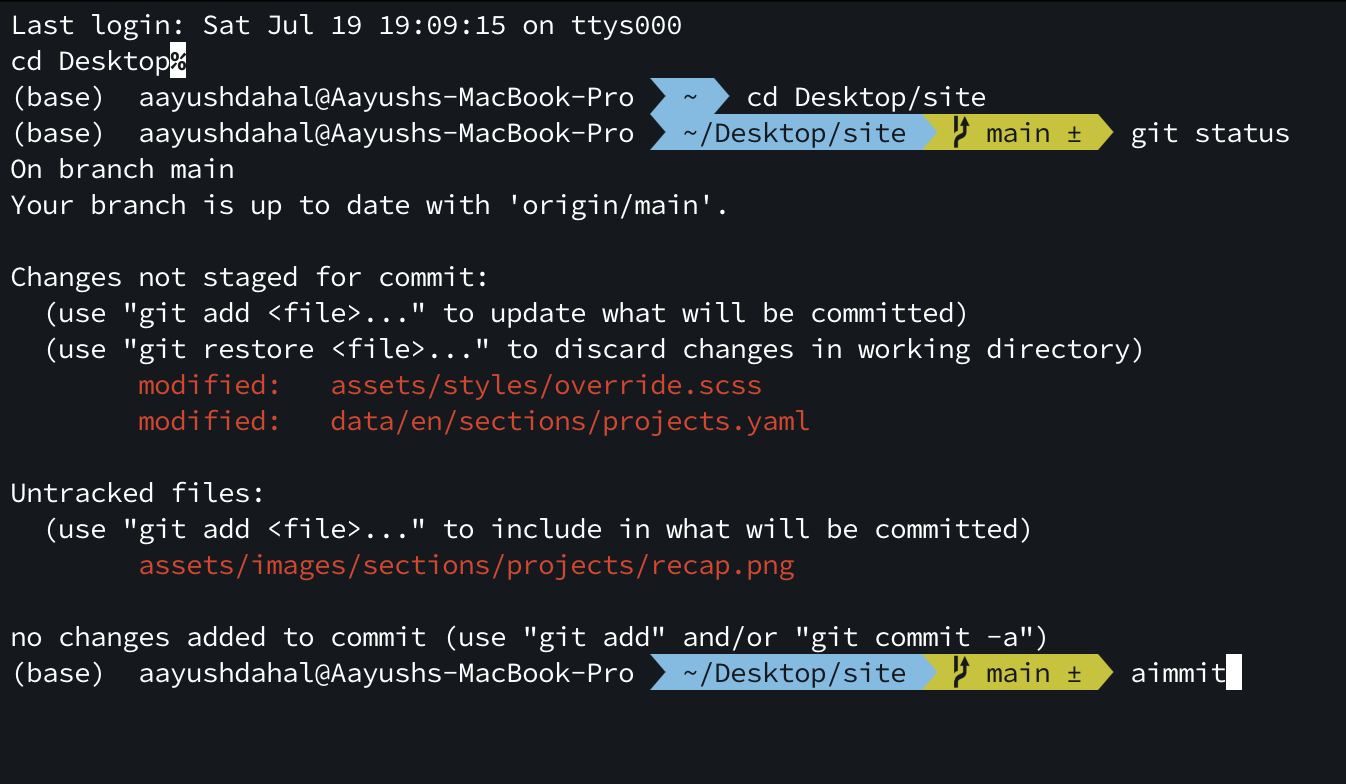 Last login: Sat Jul 19 19:09:15 on ttys000
cd Desktop%
(base)  aayushdahal@Aayushs-MacBook-Pro  ~  cd Desktop/site
(base)  aayushdahal@Aayushs-MacBook-Pro  ~/Desktop/site  main ±  git status
On branch main
Your branch is up to date with 'origin/main'.

Changes not staged for commit:
  (use "git add <file>..." to update what will be committed)
  (use "git restore <file>..." to discard changes in working directory)
        modified:   assets/styles/override.scss
        modified:   data/en/sections/projects.yaml

Untracked files:
  (use "git add <file>..." to include in what will be committed)
        assets/images/sections/projects/recap.png

no changes added to commit (use "git add" and/or "git commit -a")
(base)  aayushdahal@Aayushs-MacBook-Pro  ~/Desktop/site  main ±  aimmit